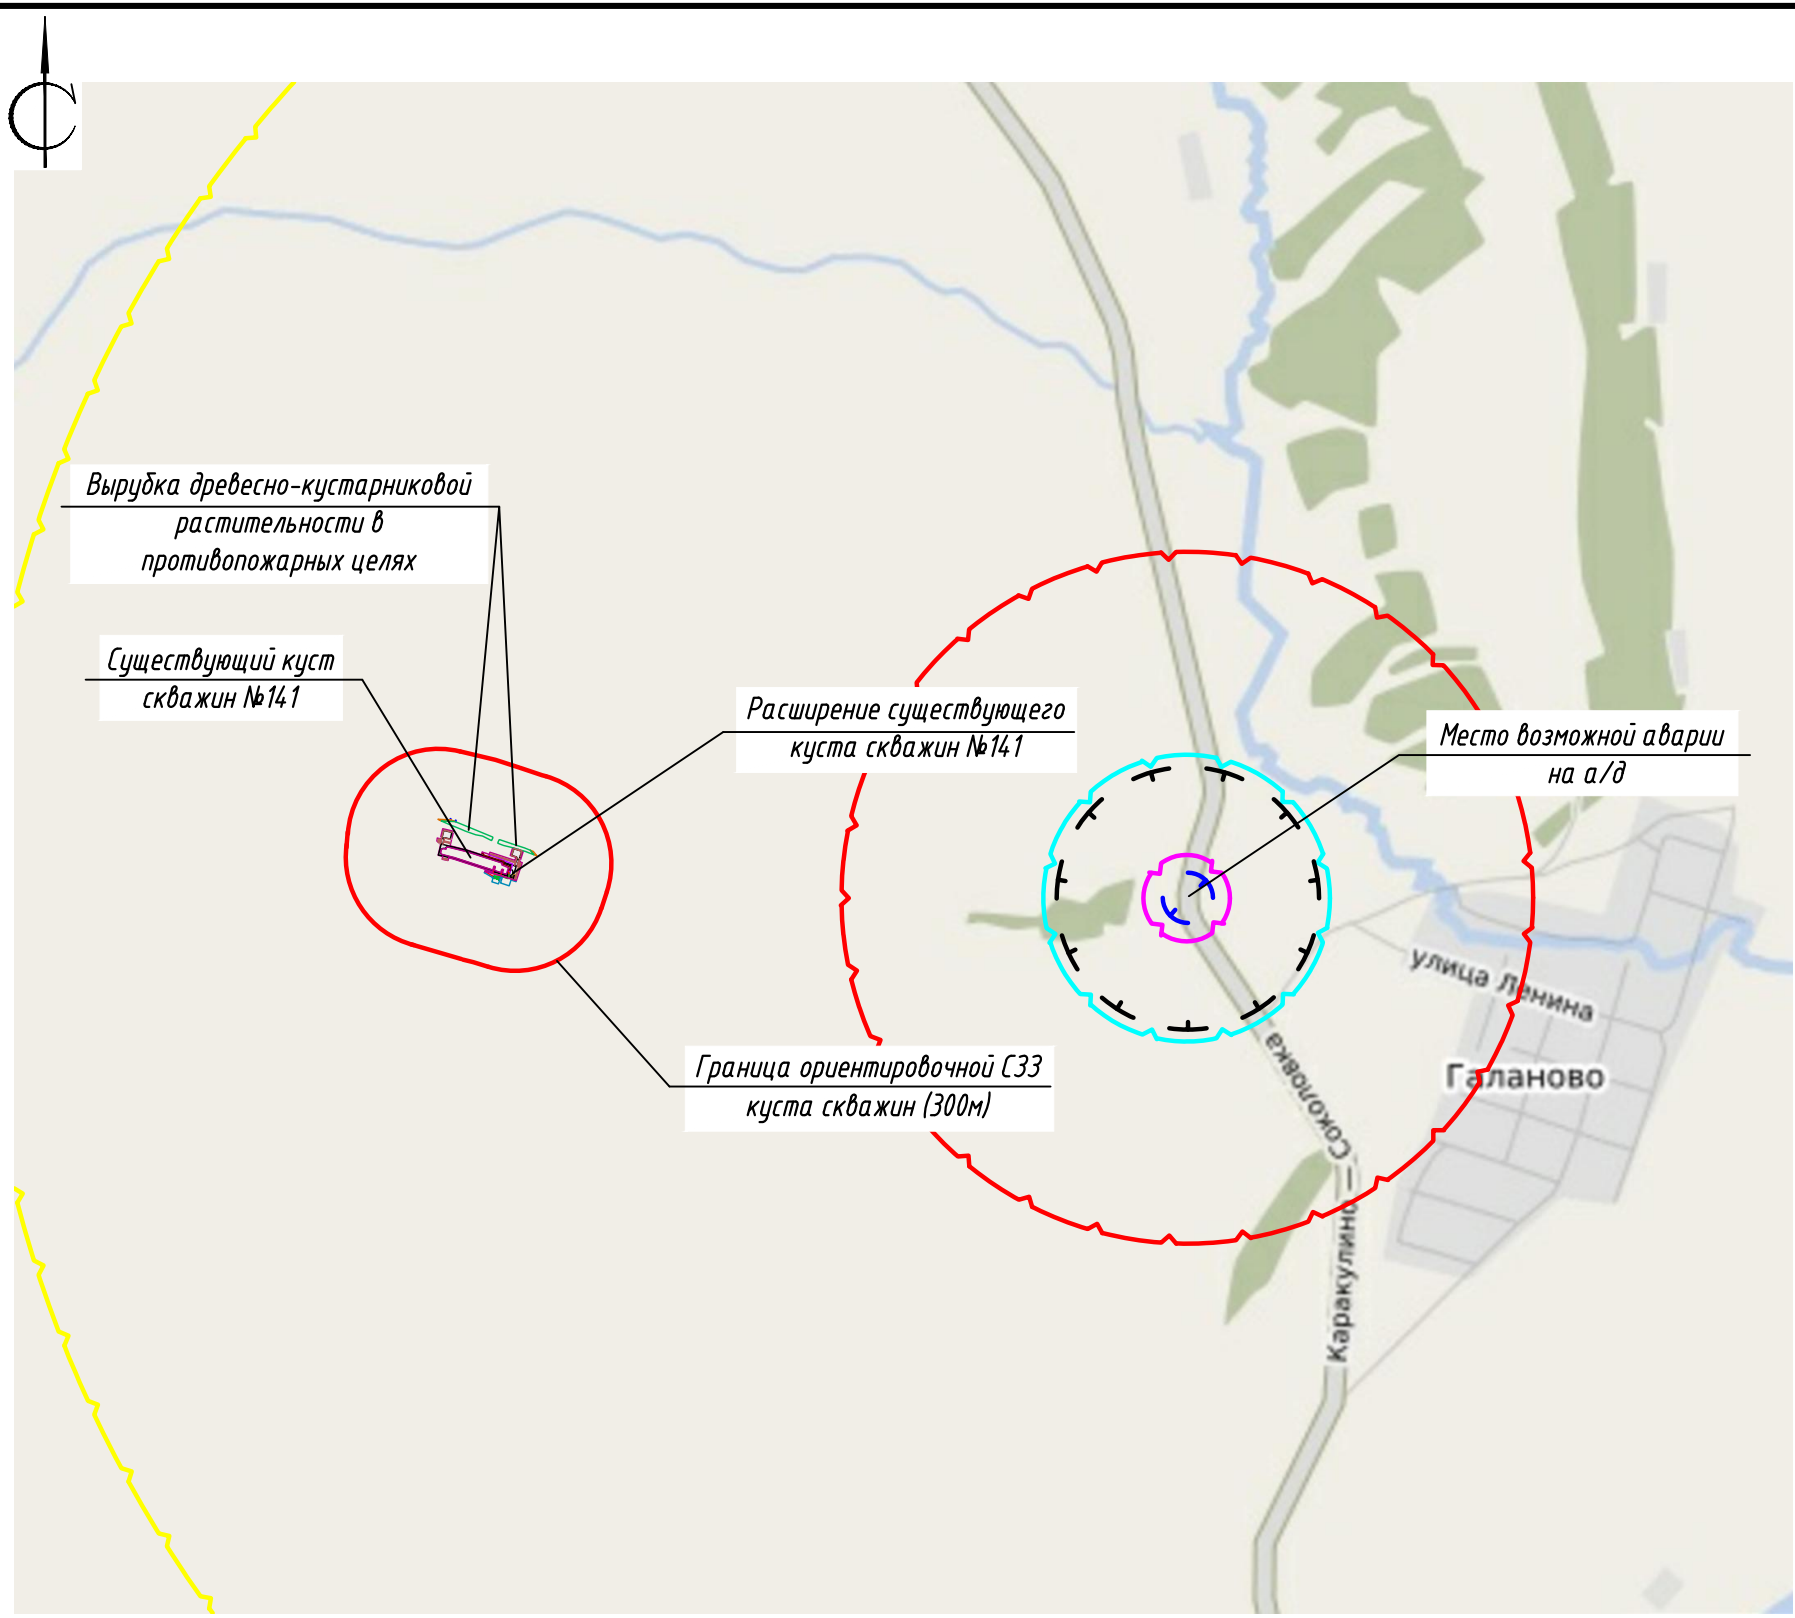 С
Вырубка древесно-кустарниковой
растительности в
противопожарных целях
Существующий куст
скважин №141
Расширение существующего
куста скважин №141
Место возможной аварии
на а/д
Граница ориентировочной СЗЗ
куста скважин (300м)
улица Ленина
Галаново
Каракулино — Соколовка